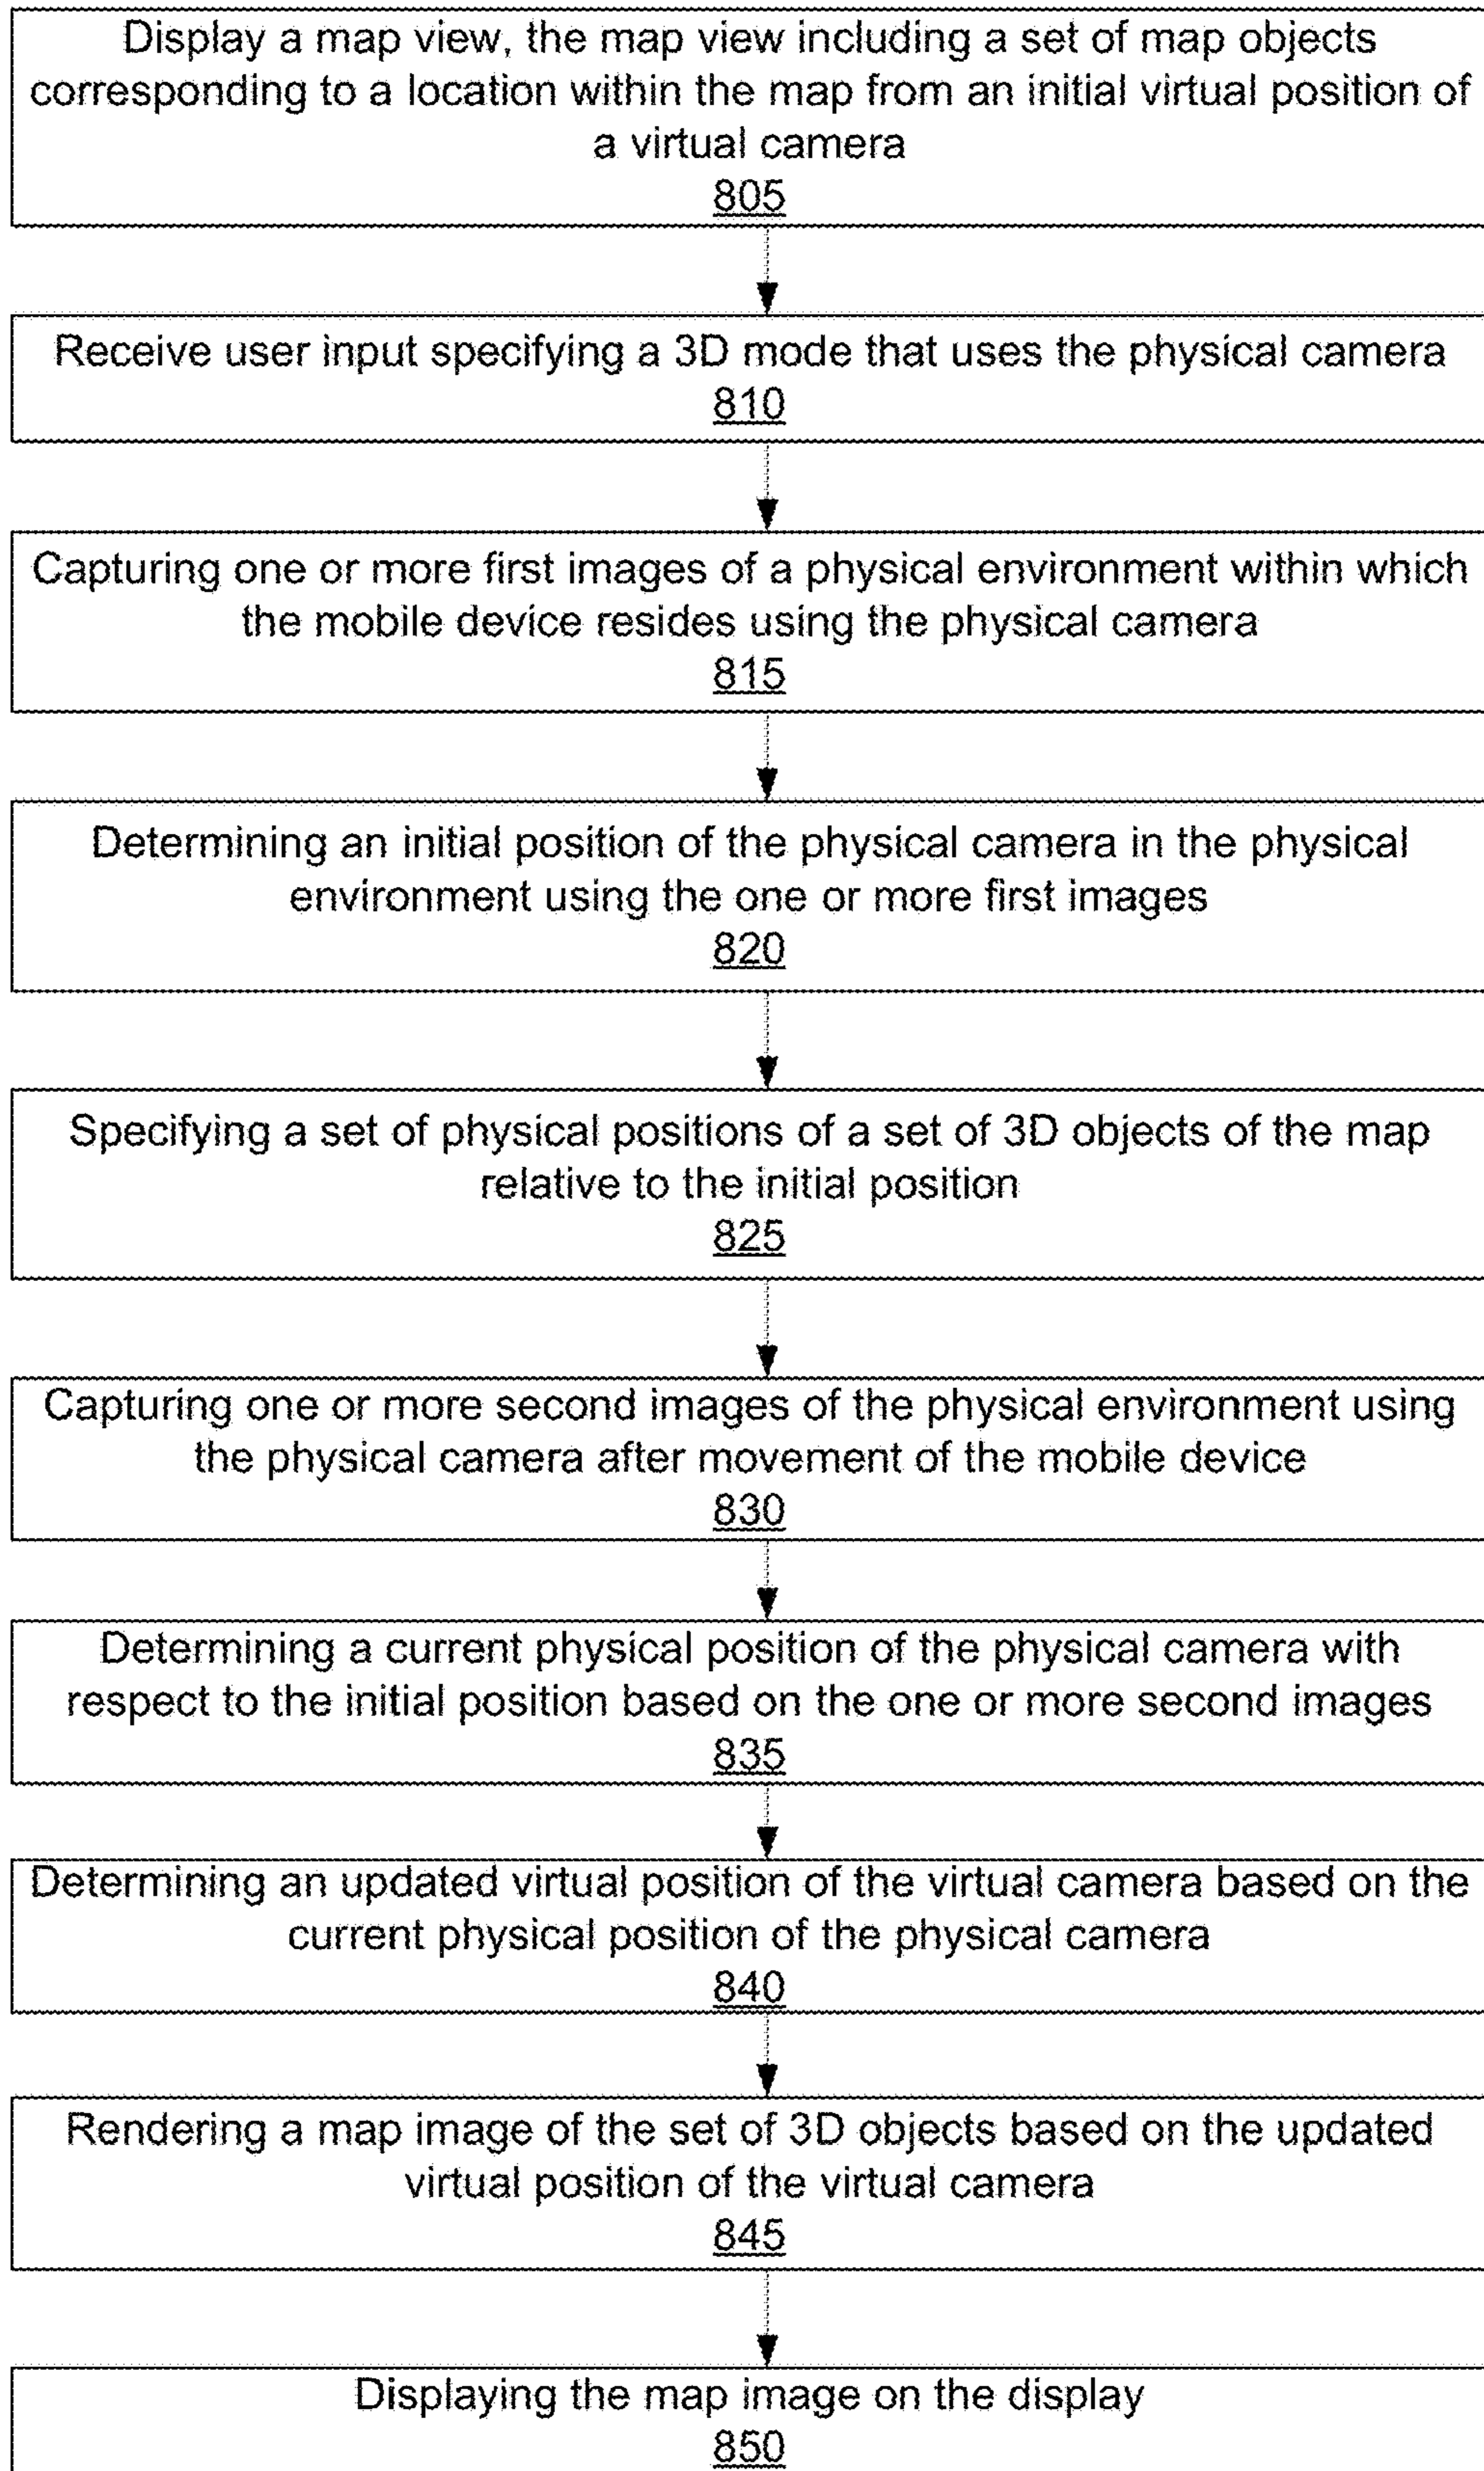 Display a map view, the map view including a set of map objects
corresponding to a location within the map from an initial virtual position of
a virtual camera
805
Receive user input specifying a 3D mode that uses the physical camera
810
Capturing one or more first images of a physical environment within which
the mobile device resides using the physical camera
815
Determining an initial position of the physical camera in the physical
environment using the one or more first images
820
Specifying a set of physical positions of a set of 3D objects of the map
relative to the initial position
825
Capturing one or more second images of the physical environment using
the physical camera after movement of the mobile device
830
Determining a current physical position of the physical camera with
respect to the initial position based on the one or more second images
835
Determining an updated virtual position of the virtual camera based on the
current physical position of the physical camera
840
Rendering a map image of the set of 3D objects based on the updated
virtual position of the virtual camera
845
Displaying the map image on the display
850